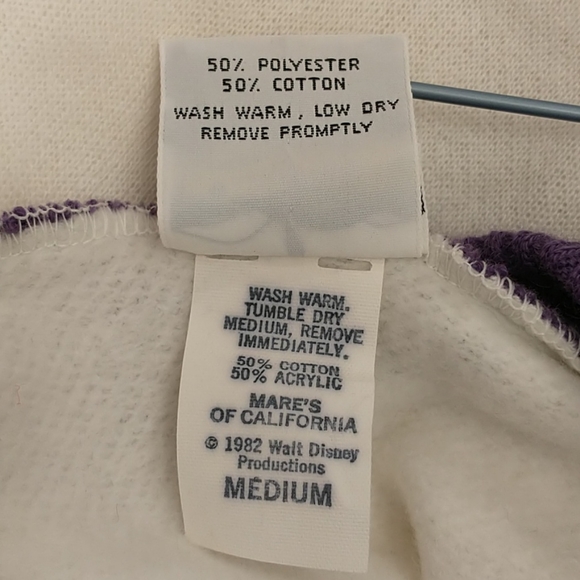 50% POLYESTER
50% COTTON
WASH WARM, LOW DRY
REMOVE PROMPTLY
WASH WARM.
TUMBLE DRY
MEDIUM, REMOVE
IMMEDIATELY.
50% COTTON
50% ACRYLIC
MARE'S
OF CALIFORNIA
© 1982 Walt Disney
Productions
MEDIUM